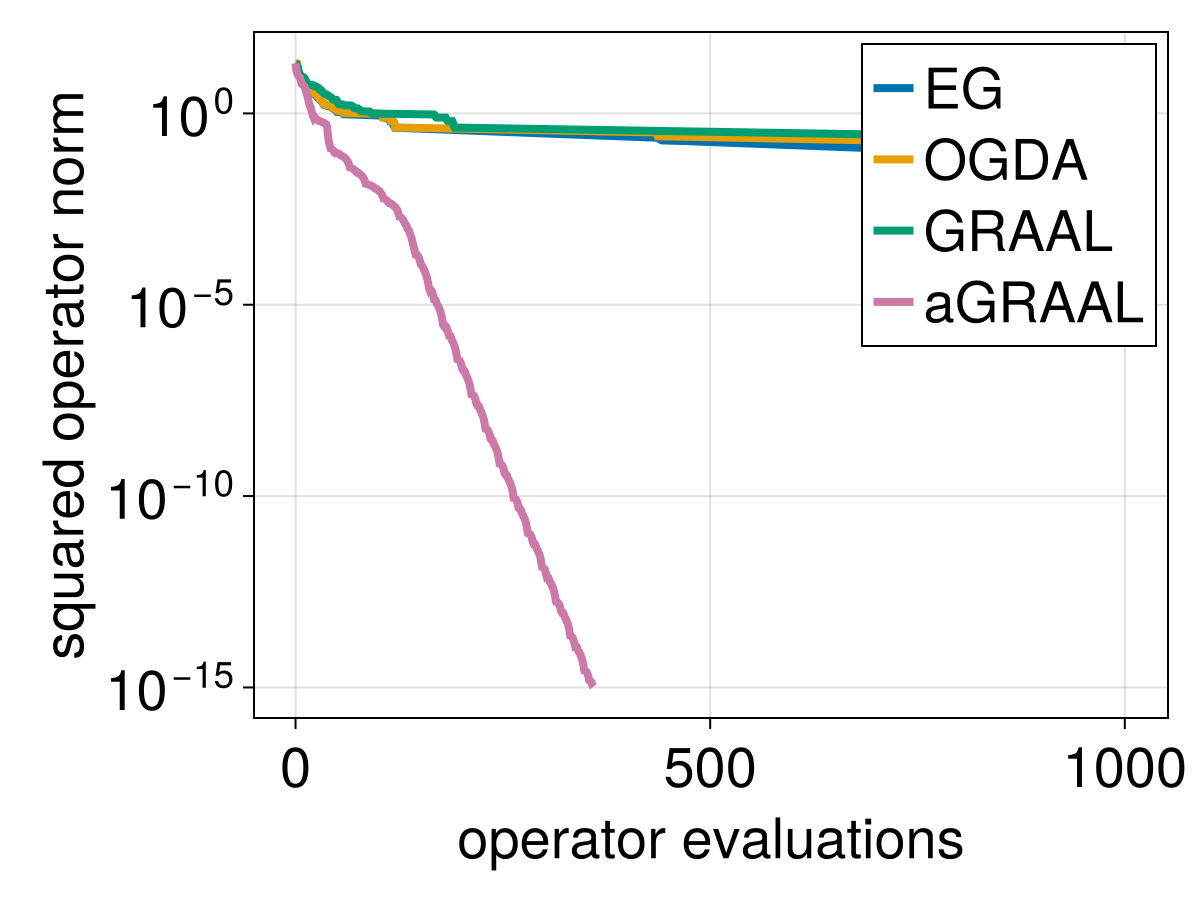 squared operator norm
10^0
10^−5
10^−10
10^−15
EG
OGDA
GRAAL
aGRAAL
0 500 1000
operator evaluations